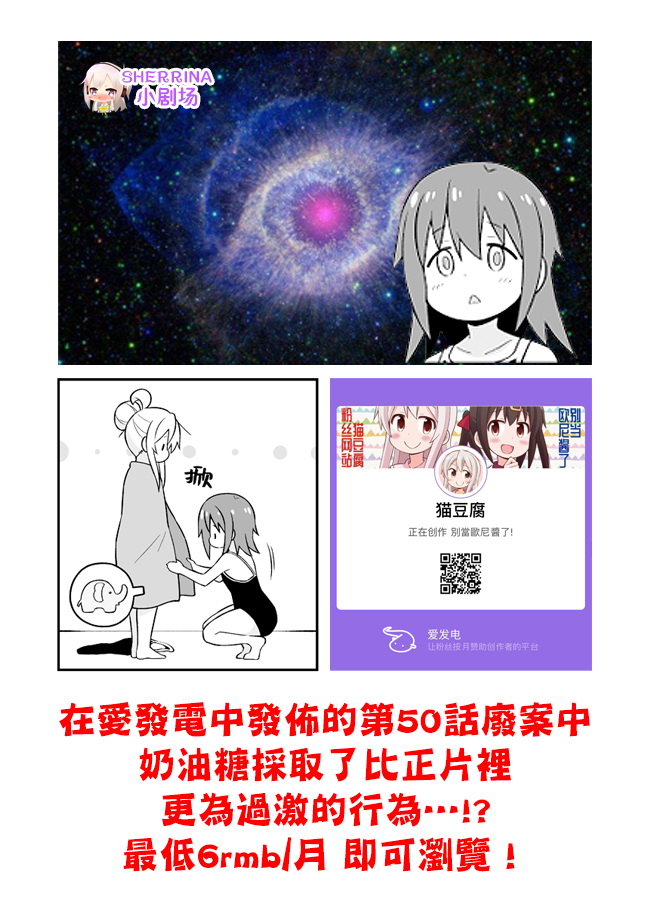 SHERRINA
小剧场
掀
粉丝网站
猫豆腐
别当
欧尼醬了
猫豆腐
正在创作 別當歐尼醬了!
爱发电
让粉丝按月赞助创作者的平台
在愛發電中發佈的第50話廢案中
奶油糖採取了比正片裡
更為過激的行為…!?
最低6rmb/月 即可瀏覽！